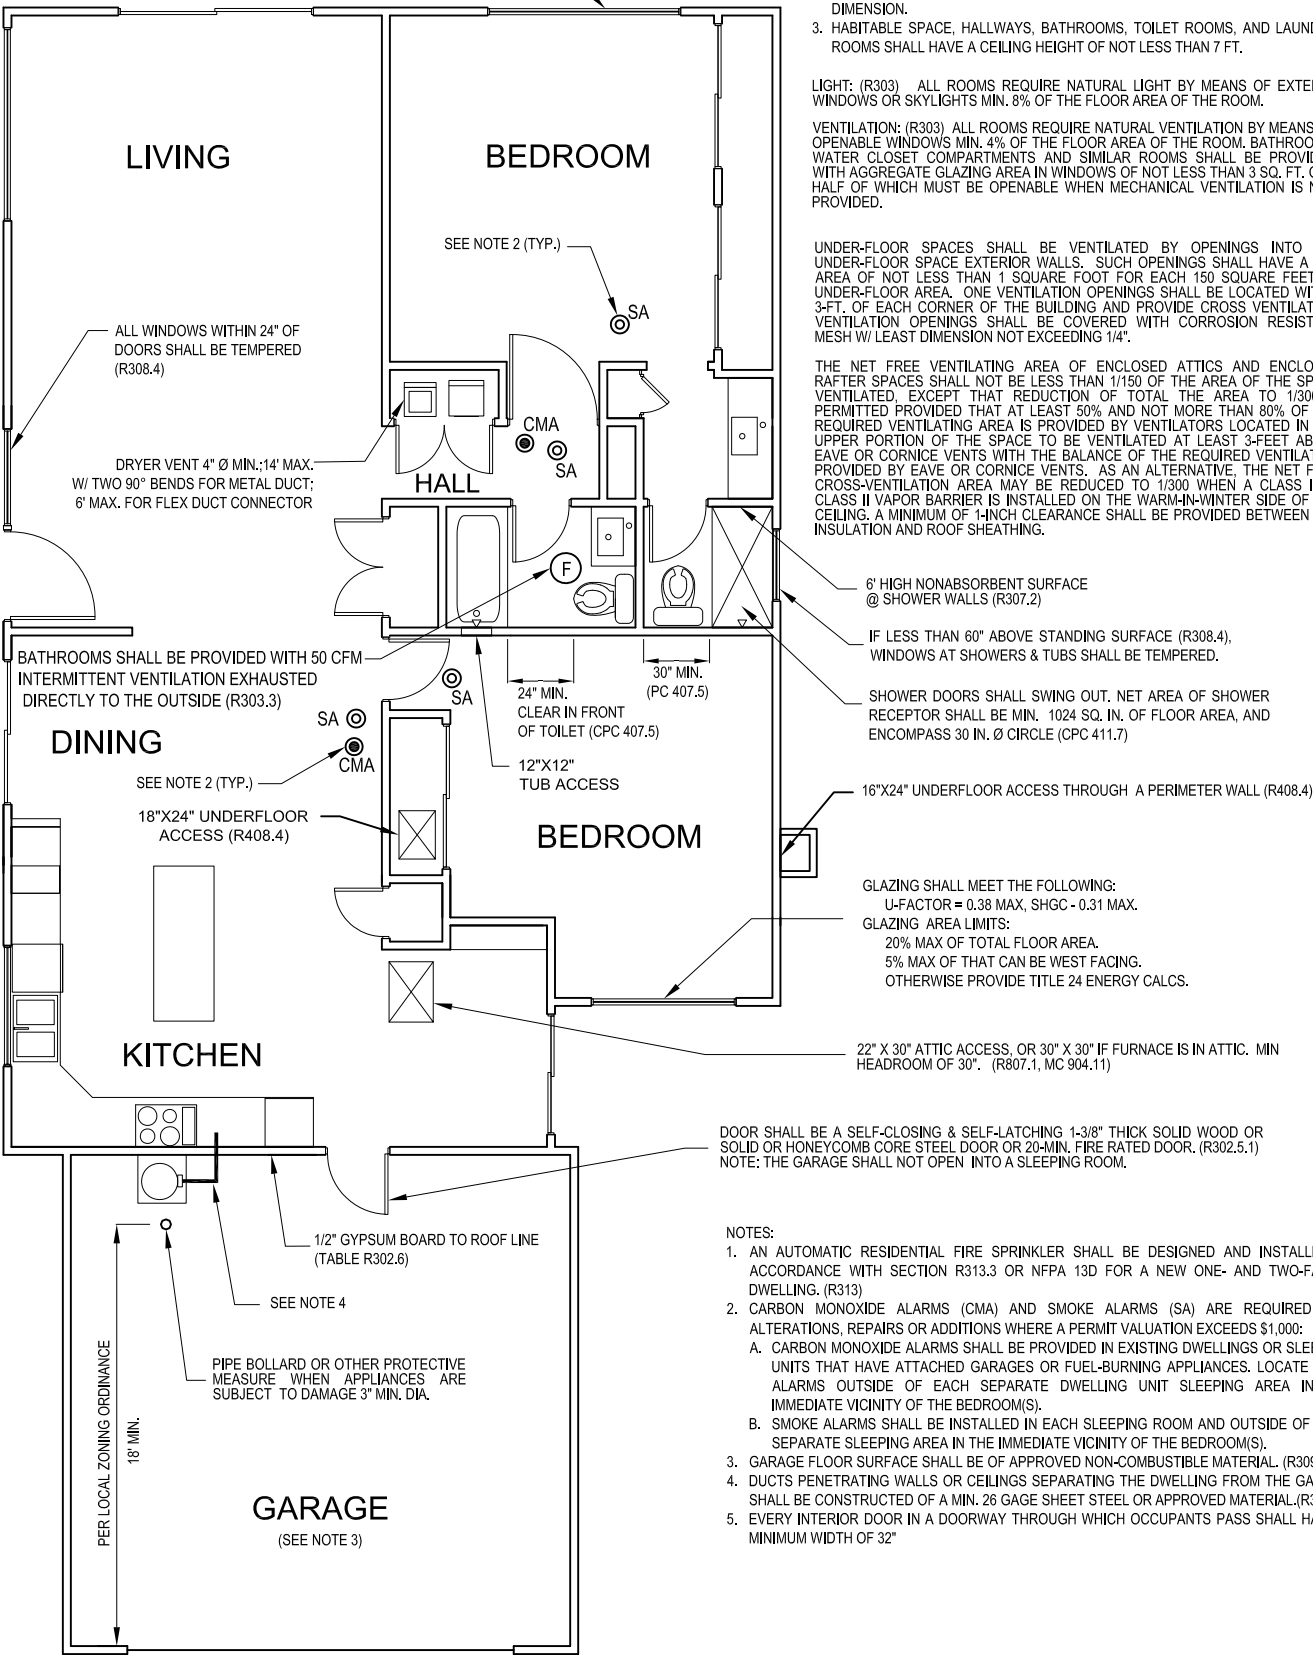 LIVING
BEDROOM
SEE NOTE 2 (TYP.)
SA
ALL WINDOWS WITHIN 24" OF
DOORS SHALL BE TEMPERED
(R308.4)
CMA
SA
DRYER VENT 4" Ø MIN.;14' MAX.
W/ TWO 90° BENDS FOR METAL DUCT;
6' MAX. FOR FLEX DUCT CONNECTOR
HALL
F
BATHROOMS SHALL BE PROVIDED WITH 50 CFM
INTERMITTENT VENTILATION EXHAUSTED
DIRECTLY TO THE OUTSIDE (R303.3)
SA
24" MIN.
CLEAR IN FRONT
OF TOILET (CPC 407.5)
30" MIN.
(PC 407.5)
SA
CMA
DINING
SEE NOTE 2 (TYP.)
12"X12"
TUB ACCESS
18"X24" UNDERFLOOR
ACCESS (R408.4)
BEDROOM
KITCHEN
1/2" GYPSUM BOARD TO ROOF LINE
(TABLE R302.6)
SEE NOTE 4
PIPE BOLLARD OR OTHER PROTECTIVE
MEASURE WHEN APPLIANCES ARE
SUBJECT TO DAMAGE 3" MIN. DIA.
PER LOCAL ZONING ORDINANCE
18' MIN.
GARAGE
(SEE NOTE 3)
DIMENSION.
3. HABITABLE SPACE, HALLWAYS, BATHROOMS, TOILET ROOMS, AND LAUND
ROOMS SHALL HAVE A CEILING HEIGHT OF NOT LESS THAN 7 FT.
LIGHT: (R303) ALL ROOMS REQUIRE NATURAL LIGHT BY MEANS OF EXTE
WINDOWS OR SKYLIGHTS MIN. 8% OF THE FLOOR AREA OF THE ROOM.
VENTILATION: (R303) ALL ROOMS REQUIRE NATURAL VENTILATION BY MEANS
OPENABLE WINDOWS MIN. 4% OF THE FLOOR AREA OF THE ROOM. BATHROO
WATER CLOSET COMPARTMENTS AND SIMILAR ROOMS SHALL BE PROVID
WITH AGGREGATE GLAZING AREA IN WINDOWS OF NOT LESS THAN 3 SQ. FT. O
HALF OF WHICH MUST BE OPENABLE WHEN MECHANICAL VENTILATION IS N
PROVIDED.
UNDER-FLOOR SPACES SHALL BE VENTILATED BY OPENINGS INTO
UNDER-FLOOR SPACE EXTERIOR WALLS. SUCH OPENINGS SHALL HAVE A
AREA OF NOT LESS THAN 1 SQUARE FOOT FOR EACH 150 SQUARE FEET
UNDER-FLOOR AREA. ONE VENTILATION OPENINGS SHALL BE LOCATED WIT
3-FT. OF EACH CORNER OF THE BUILDING AND PROVIDE CROSS VENTILAT
VENTILATION OPENINGS SHALL BE COVERED WITH CORROSION RESIST
MESH W/ LEAST DIMENSION NOT EXCEEDING 1/4".
THE NET FREE VENTILATING AREA OF ENCLOSED ATTICS AND ENCLO
RAFTER SPACES SHALL NOT BE LESS THAN 1/150 OF THE AREA OF THE SP
VENTILATED, EXCEPT THAT REDUCTION OF TOTAL THE AREA TO 1/300
PERMITTED PROVIDED THAT AT LEAST 50% AND NOT MORE THAN 80% OF
REQUIRED VENTILATING AREA IS PROVIDED BY VENTILATORS LOCATED IN
UPPER PORTION OF THE SPACE TO BE VENTILATED AT LEAST 3-FEET AB
EAVE OR CORNICE VENTS WITH THE BALANCE OF THE REQUIRED VENTILAT
PROVIDED BY EAVE OR CORNICE VENTS. AS AN ALTERNATIVE, THE NET F
CROSS-VENTILATION AREA MAY BE REDUCED TO 1/300 WHEN A CLASS I
CLASS II VAPOR BARRIER IS INSTALLED ON THE WARM-IN-WINTER SIDE OF
CEILING. A MINIMUM OF 1-INCH CLEARANCE SHALL BE PROVIDED BETWEEN
INSULATION AND ROOF SHEATHING.
6' HIGH NONABSORBENT SURFACE
@ SHOWER WALLS (R307.2)
IF LESS THAN 60" ABOVE STANDING SURFACE (R308.4),
WINDOWS AT SHOWERS & TUBS SHALL BE TEMPERED.
SHOWER DOORS SHALL SWING OUT. NET AREA OF SHOWER
RECEPTOR SHALL BE MIN. 1024 SQ. IN. OF FLOOR AREA, AND
ENCOMPASS 30 IN. Ø CIRCLE (CPC 411.7)
16"X24" UNDERFLOOR ACCESS THROUGH A PERIMETER WALL (R408.4)
GLAZING SHALL MEET THE FOLLOWING:
U-FACTOR = 0.38 MAX, SHGC - 0.31 MAX.
GLAZING AREA LIMITS:
20% MAX OF TOTAL FLOOR AREA.
5% MAX OF THAT CAN BE WEST FACING.
OTHERWISE PROVIDE TITLE 24 ENERGY CALCS.
22" X 30" ATTIC ACCESS, OR 30" X 30" IF FURNACE IS IN ATTIC. MIN
HEADROOM OF 30". (R807.1, MC 904.11)
DOOR SHALL BE A SELF-CLOSING & SELF-LATCHING 1-3/8" THICK SOLID WOOD OR
SOLID OR HONEYCOMB CORE STEEL DOOR OR 20-MIN. FIRE RATED DOOR. (R302.5.1)
NOTE: THE GARAGE SHALL NOT OPEN INTO A SLEEPING ROOM.
NOTES:
1. AN AUTOMATIC RESIDENTIAL FIRE SPRINKLER SHALL BE DESIGNED AND INSTALLE
ACCORDANCE WITH SECTION R313.3 OR NFPA 13D FOR A NEW ONE- AND TWO-FA
DWELLING. (R313)
2. CARBON MONOXIDE ALARMS (CMA) AND SMOKE ALARMS (SA) ARE REQUIRED
ALTERATIONS, REPAIRS OR ADDITIONS WHERE A PERMIT VALUATION EXCEEDS $1,000:
A. CARBON MONOXIDE ALARMS SHALL BE PROVIDED IN EXISTING DWELLINGS OR SLEE
UNITS THAT HAVE ATTACHED GARAGES OR FUEL-BURNING APPLIANCES. LOCATE
ALARMS OUTSIDE OF EACH SEPARATE DWELLING UNIT SLEEPING AREA IN
IMMEDIATE VICINITY OF THE BEDROOM(S).
B. SMOKE ALARMS SHALL BE INSTALLED IN EACH SLEEPING ROOM AND OUTSIDE OF
SEPARATE SLEEPING AREA IN THE IMMEDIATE VICINITY OF THE BEDROOM(S).
3. GARAGE FLOOR SURFACE SHALL BE OF APPROVED NON-COMBUSTIBLE MATERIAL. (R309
4. DUCTS PENETRATING WALLS OR CEILINGS SEPARATING THE DWELLING FROM THE GA
SHALL BE CONSTRUCTED OF A MIN. 26 GAGE SHEET STEEL OR APPROVED MATERIAL.(R3
5. EVERY INTERIOR DOOR IN A DOORWAY THROUGH WHICH OCCUPANTS PASS SHALL HA
MINIMUM WIDTH OF 32"